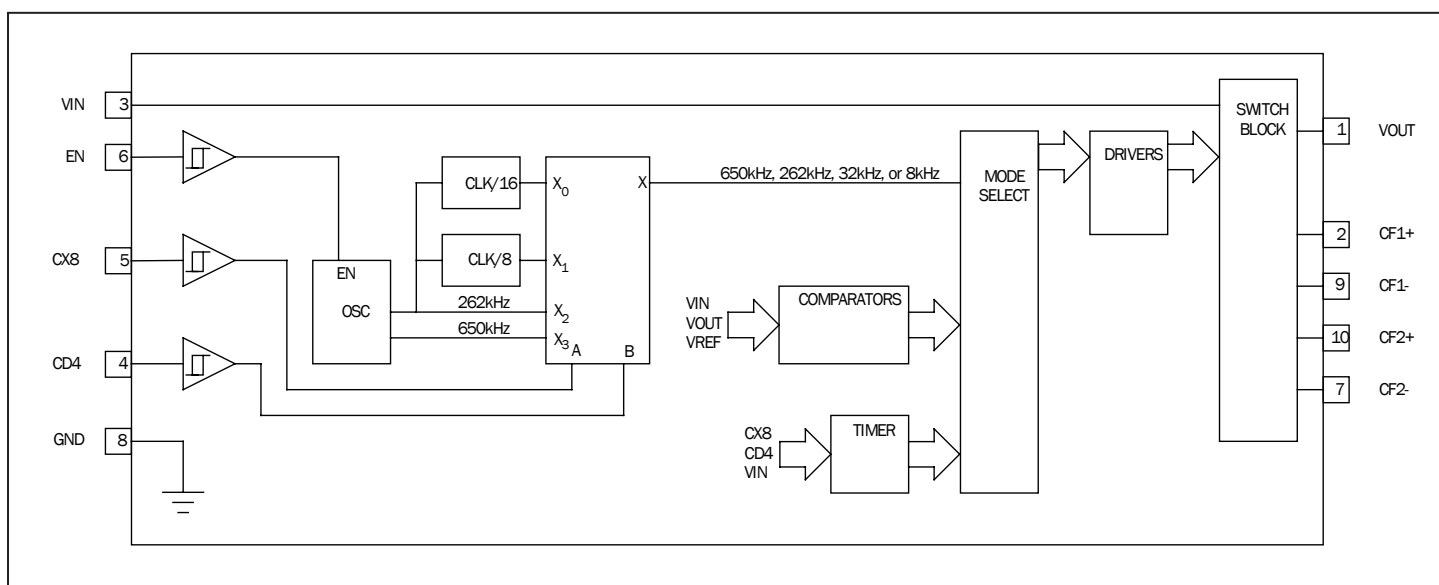 VIN 3
EN 6
CX8 5
CD4 4
GND 8
EN
OSC
CLK/16
CLK/8
262kHz
650kHz
X0
X1
X2
X3
A
B
X
650kHz, 262kHz, 32kHz, or 8kHz
VIN
VOUT
VREF
COMPARATORS
CX8
CD4
VIN
TIMER
MODE
SELECT
DRIVERS
SWITCH
BLOCK
1 VOUT
2 CF1+
9 CF1-
10 CF2+
7 CF2-